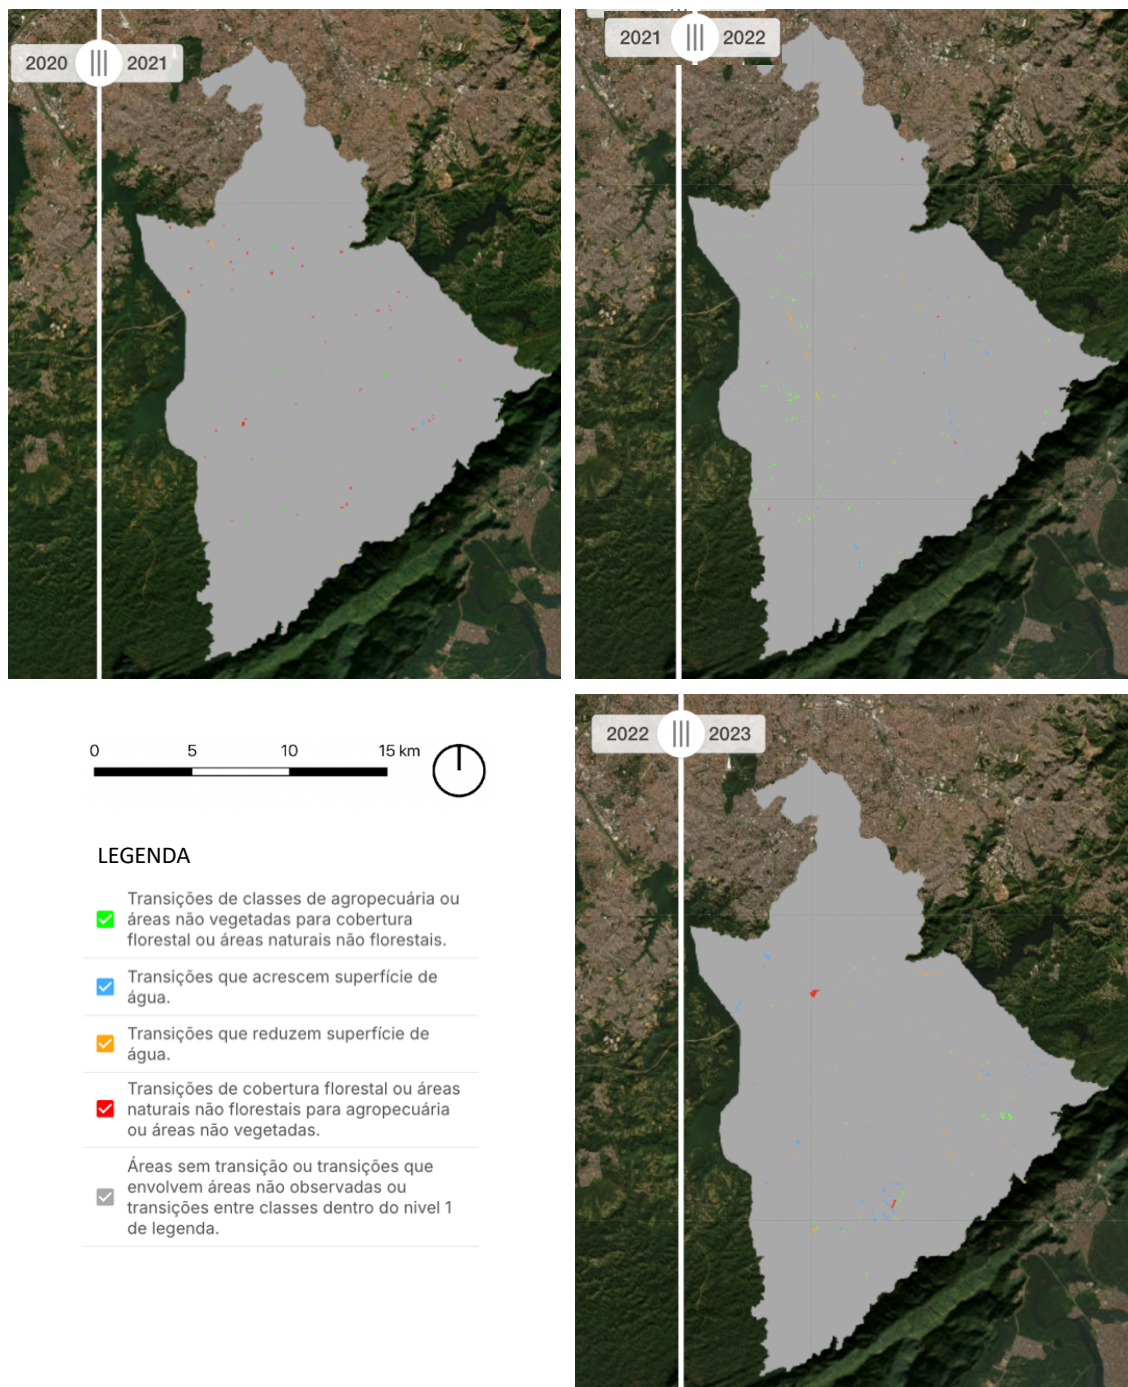 2020 2021
2021 2022
0 5 10 15 km
LEGENDA
Transições de classes de agropecuária ou
áreas não vegetadas para cobertura
florestal ou áreas naturais não florestais.
Transições que acrescem superfície de
água.
Transições que reduzem superfície de
água.
Transições de cobertura florestal ou áreas
naturais não florestais para agropecuária
ou áreas não vegetadas.
Áreas sem transição ou transições que
envolvem áreas não observadas ou
transições entre classes dentro do nivel 1
de legenda.
2022 2023